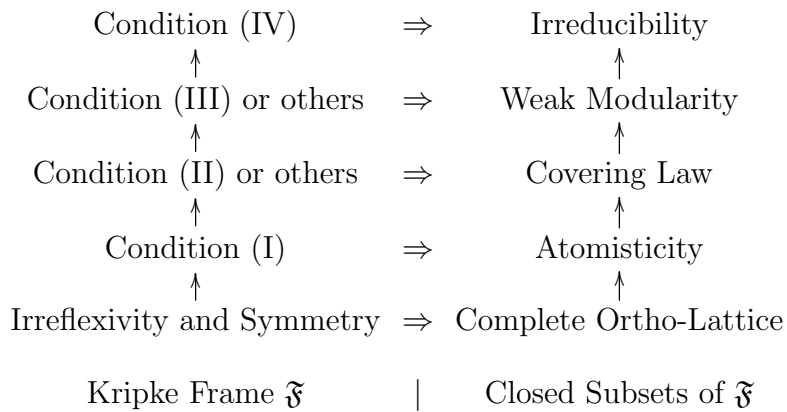 Condition (IV) ⇒ Irreducibility
Condition (III) or others ⇒ Weak Modularity
Condition (II) or others ⇒ Covering Law
Condition (I) ⇒ Atomisticity
Irreflexivity and Symmetry ⇒ Complete Ortho-Lattice
Kripke Frame 𝔉 | Closed Subsets of 𝔉